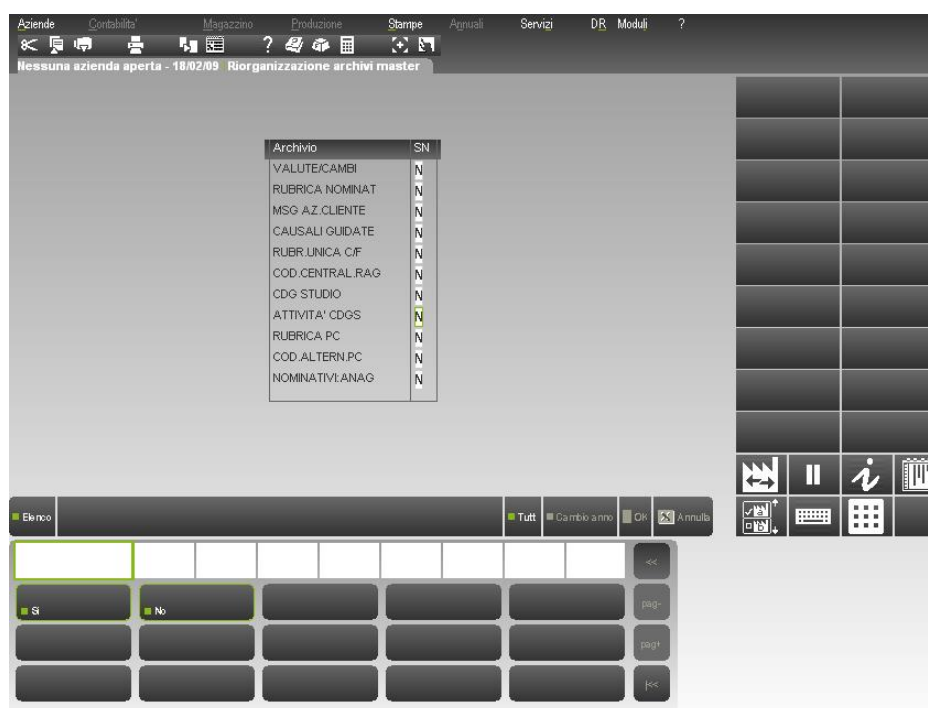 Aziende Contabilita' Magazzino Produzione Stampe Annuali Servizi DR Moduli ?
?
Nessuna azienda aperta - 18/02/09 Riorganizzazione archivi master
Archivio SN
VALUTE/CAMBI N
RUBRICA NOMINAT N
MSG AZ.CLIENTE N
CAUSALI GUIDATE N
RUBR.UNICA C/F N
COD.CENTRAL.RAG N
CDG STUDIO N
ATTIVITA' CDGS N
RUBRICA PC N
COD.ALTERN.PC N
NOMINATIVI:ANAG N
Elenco Tutt Cambio anno OK Annulla
<<
Si No pag-
pag+
|<<